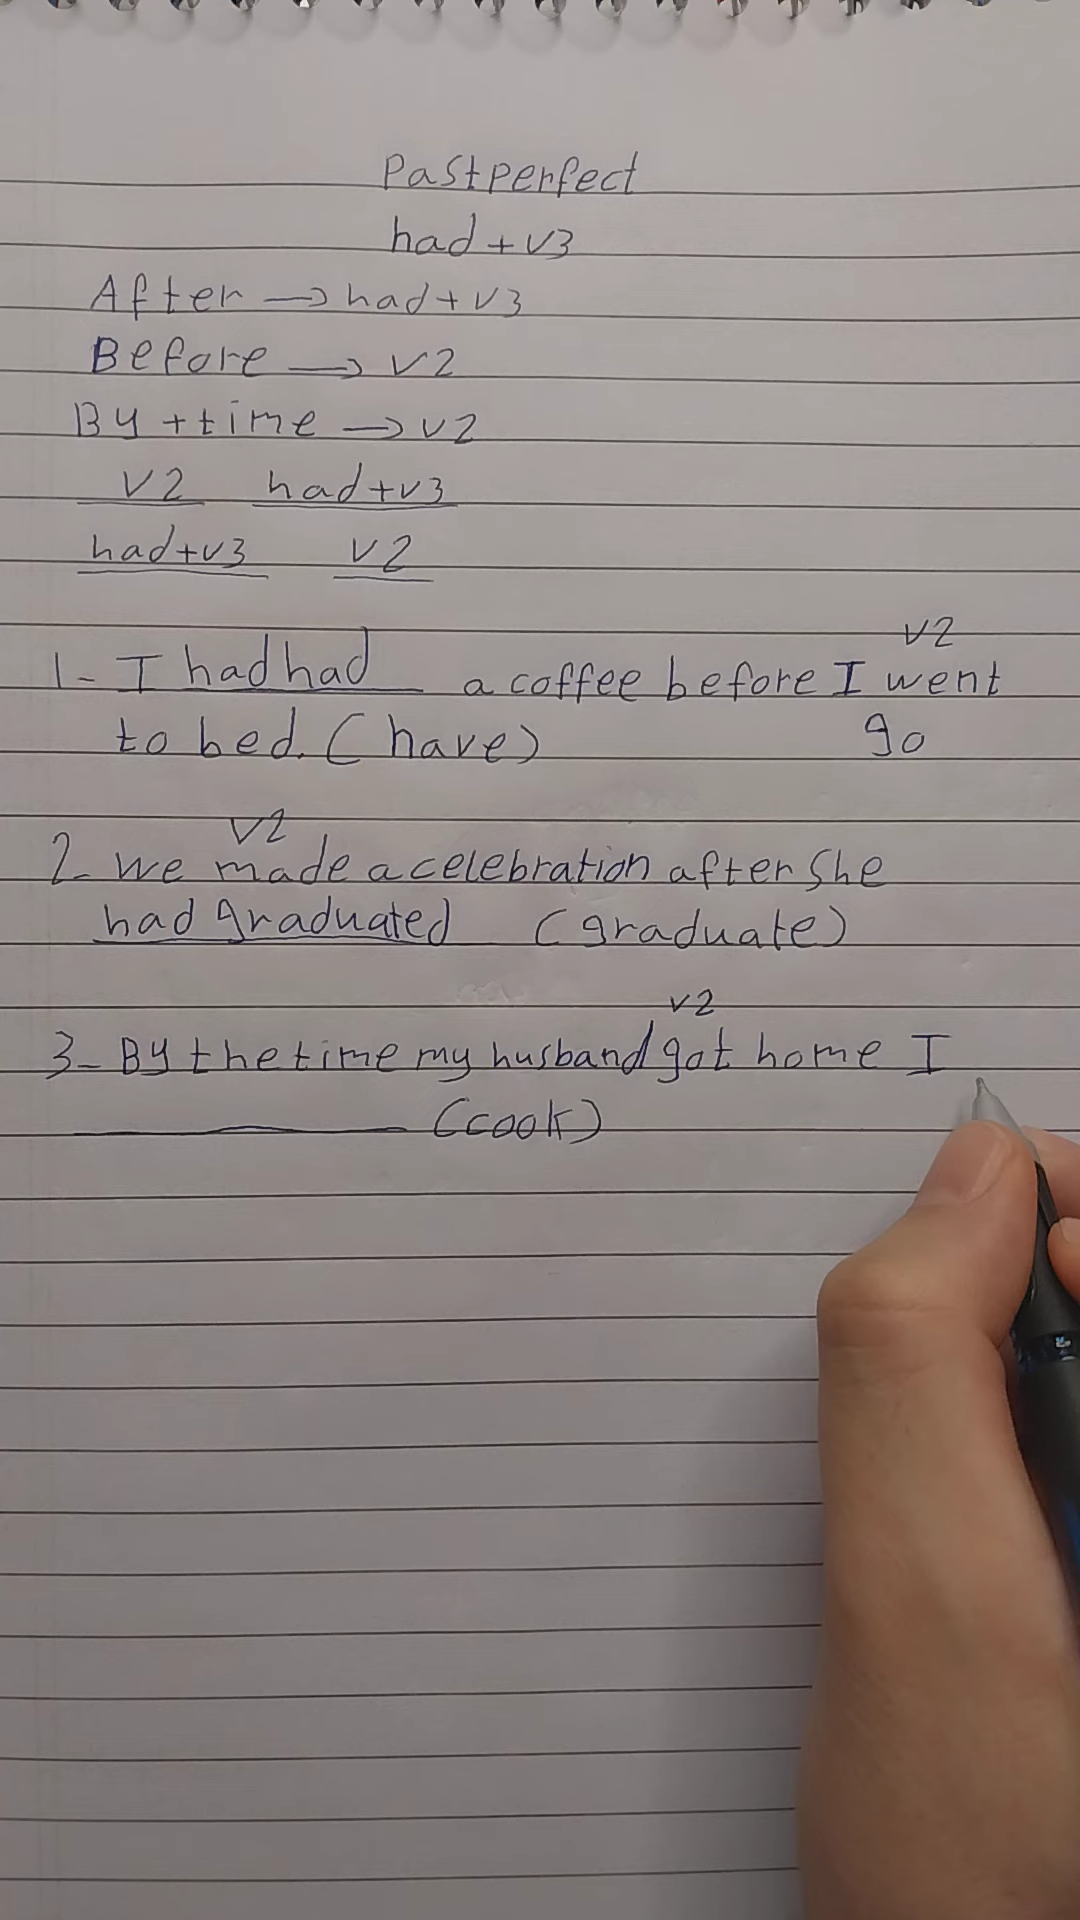 Past perfect
had + v3
After → had + v3
Before → v2
By + time → v2
v2 had+v3
had+v3 v2
v2
1- I had had a coffee before I went
to bed. (have) go
v2
2- we made a celebration after she
had graduated (graduate)
v2
3- By the time my husband got home I
(cook)